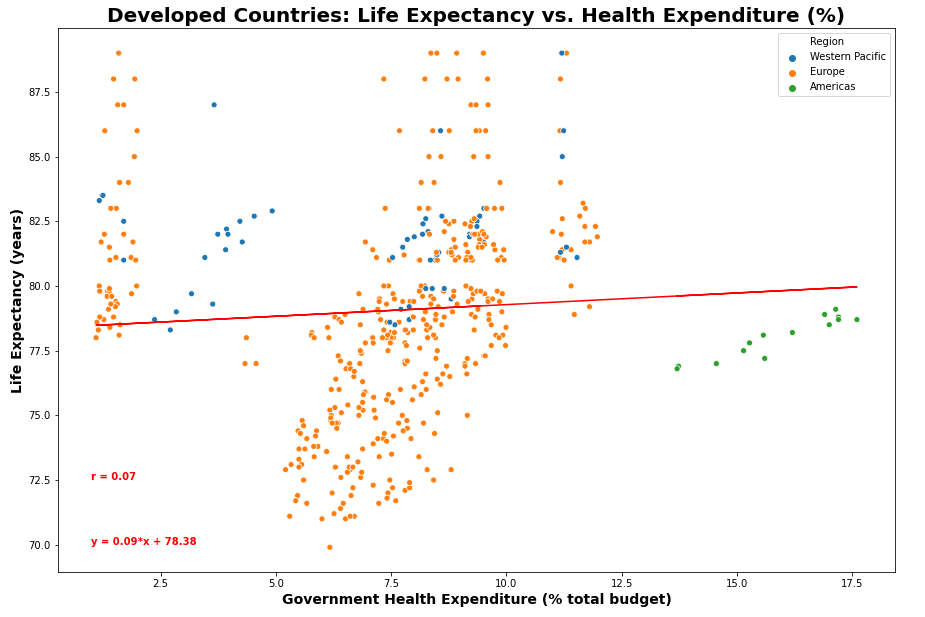 Developed Countries: Life Expectancy vs. Health Expenditure (%)
Region
Western Pacific
Europe
Americas
87.5
85.0
82.5
80.0
77.5
75.0
72.5
70.0
Life Expectancy (years)
r = 0.07
y = 0.09*x + 78.38
2.5 5.0 7.5 10.0 12.5 15.0 17.5
Government Health Expenditure (% total budget)